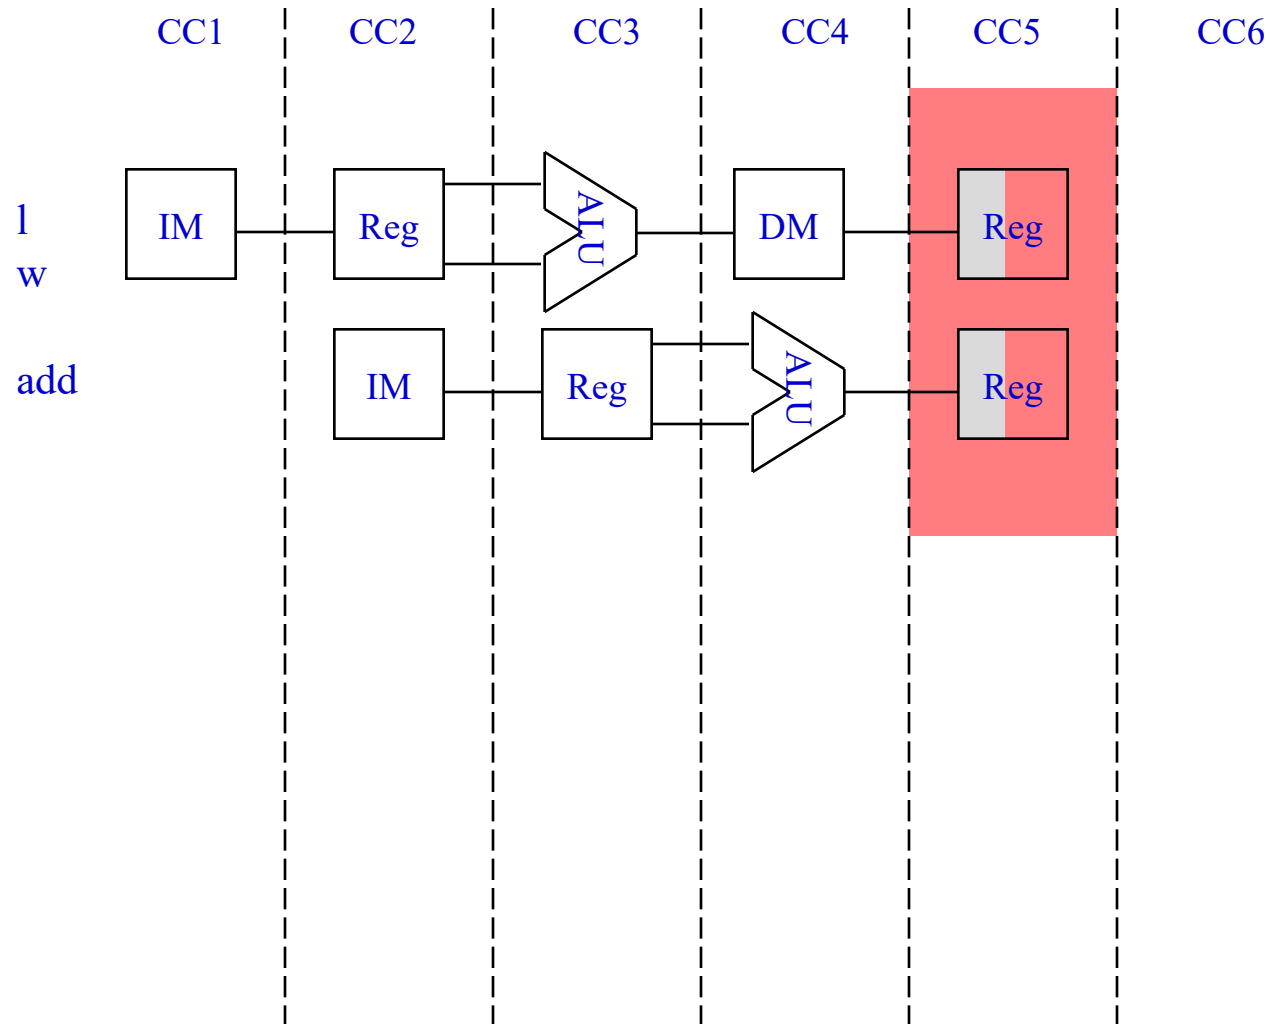 CC1 CC2 CC3 CC4 CC5 CC6
l
w
IM Reg ALU DM Reg
add
IM Reg ALU Reg